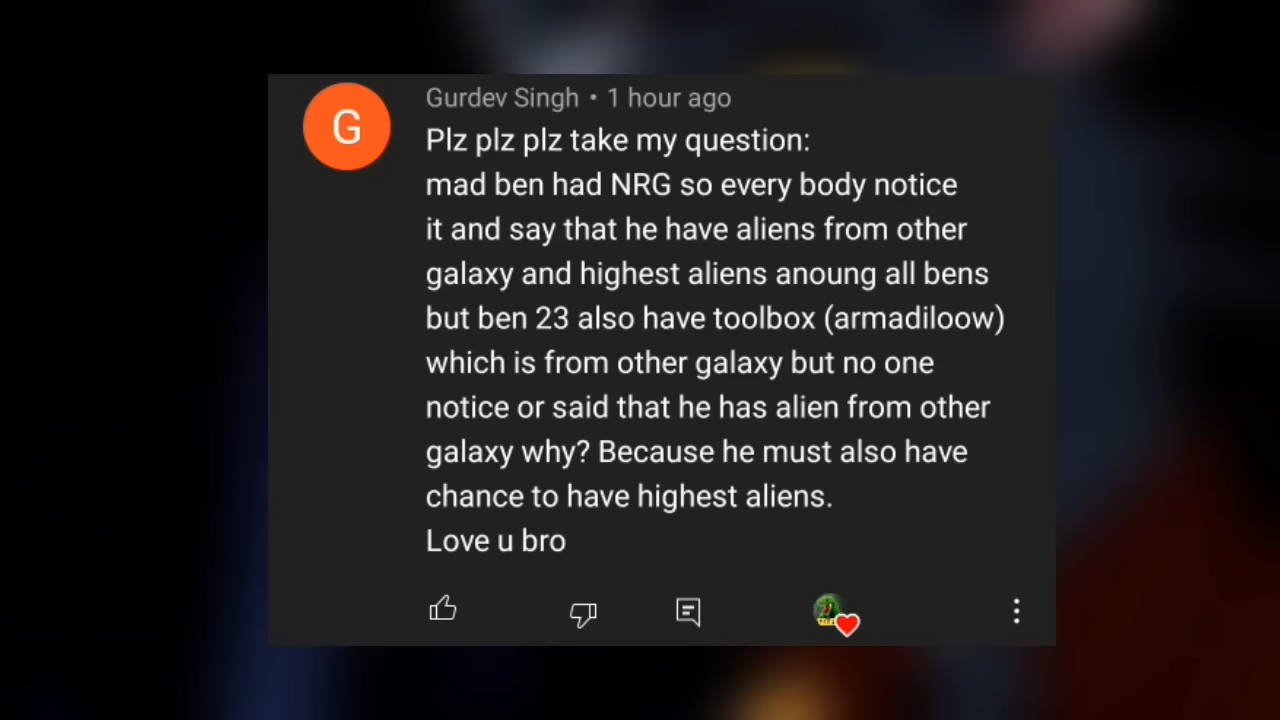 G
Gurdev Singh • 1 hour ago
Plz plz plz take my question:
mad ben had NRG so every body notice
it and say that he have aliens from other
galaxy and highest aliens anoung all bens
but ben 23 also have toolbox (armadiloow)
which is from other galaxy but no one
notice or said that he has alien from other
galaxy why? Because he must also have
chance to have highest aliens.
Love u bro